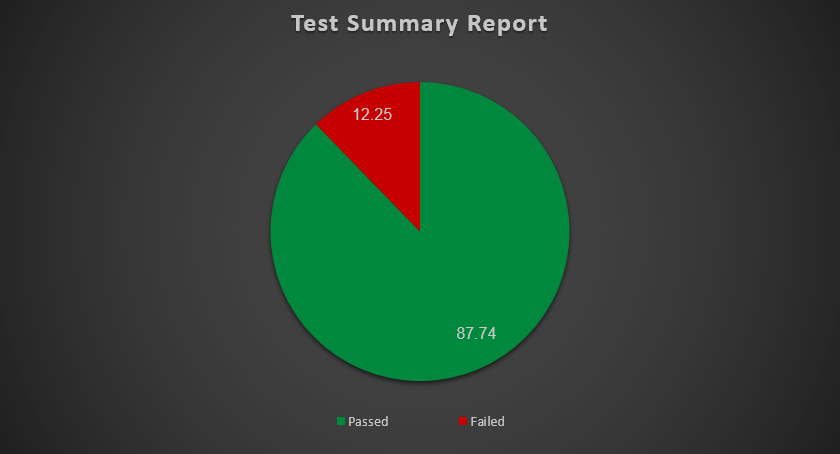 Test Summary Report
12.25
87.74
Passed
Failed